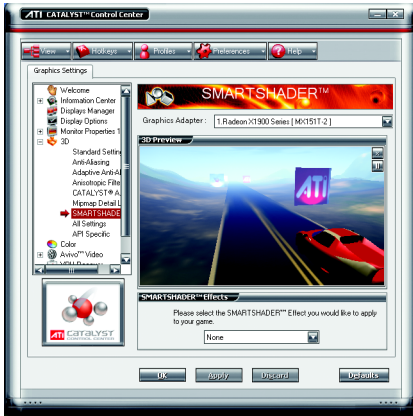 ATI CATALYST™ Control Center
View
Hotkeys
Profiles
Preferences
Help
Graphics Settings
Welcome
Information Center
Displays Manager
Display Options
Monitor Properties 1
3D
Standard Settin
Anti-Aliasing
Adaptive Anti-Al
Anisotropic Filte
CATALYST® A.
Mipmap Detail L
SMARTSHADE
All Settings
API Specific
Color
Avivo™ Video
VPU Recover
ATI CATALYST
CONTROL CENTER
SMARTSHADER™
Graphics Adapter :
1.Radeon X1900 Series [ MX151T-2 ]
3D Preview
ATI
SMARTSHADER™ Effects
Please select the SMARTSHADER™ Effect you would like to apply
to your game.
None
OK
Apply
Discard
Defaults